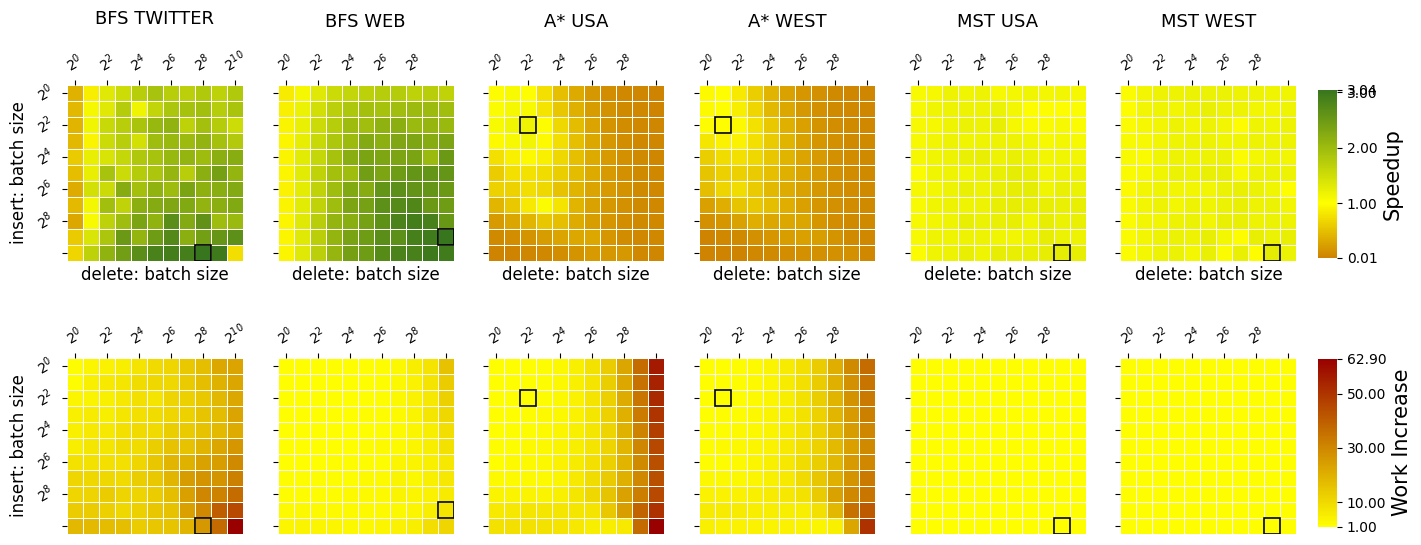 BFS TWITTER BFS WEB A* USA A* WEST MST USA MST WEST
2^0 2^2 2^4 2^6 2^8 2^10 2^0 2^2 2^4 2^6 2^8 2^0 2^2 2^4 2^6 2^8 2^0 2^2 2^4 2^6 2^8 2^0 2^2 2^4 2^6 2^8 2^0 2^2 2^4 2^6 2^8
insert: batch size
2^0
2^2
2^4
2^6
2^8
3.04
3.00
2.00
1.00
0.01
Speedup
delete: batch size delete: batch size delete: batch size delete: batch size delete: batch size delete: batch size
2^0 2^2 2^4 2^6 2^8 2^10 2^0 2^2 2^4 2^6 2^8 2^0 2^2 2^4 2^6 2^8 2^0 2^2 2^4 2^6 2^8 2^0 2^2 2^4 2^6 2^8 2^0 2^2 2^4 2^6 2^8
insert: batch size
2^0
2^2
2^4
2^6
2^8
62.90
50.00
30.00
10.00
1.00
Work Increase